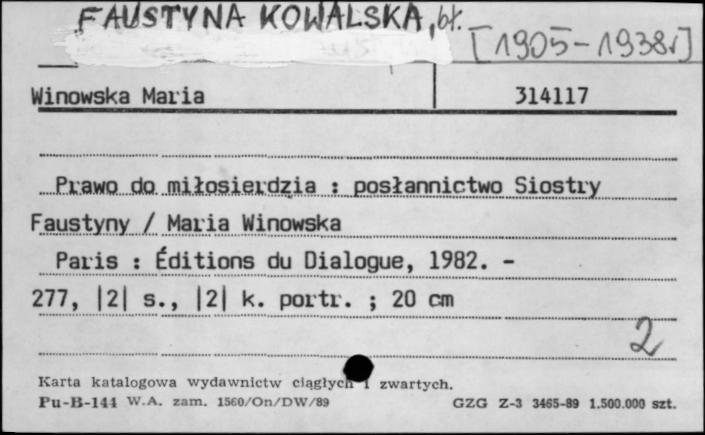 FAUSTYNA KOWALSKA, bł.
[1905-1938r]
Winowska Maria 314117
Prawo do miłosierdzia : posłannictwo Siostry
Faustyny / Maria Winowska
Paris : Éditions du Dialogue, 1982. -
277, |2| s., |2| k. portr. ; 20 cm
2
Karta katalogowa wydawnictw ciągłych i zwartych.
Pu-B-144 W.A. zam. 1560/On/DW/89 GZG Z-3 3465-89 1.500.000 szt.